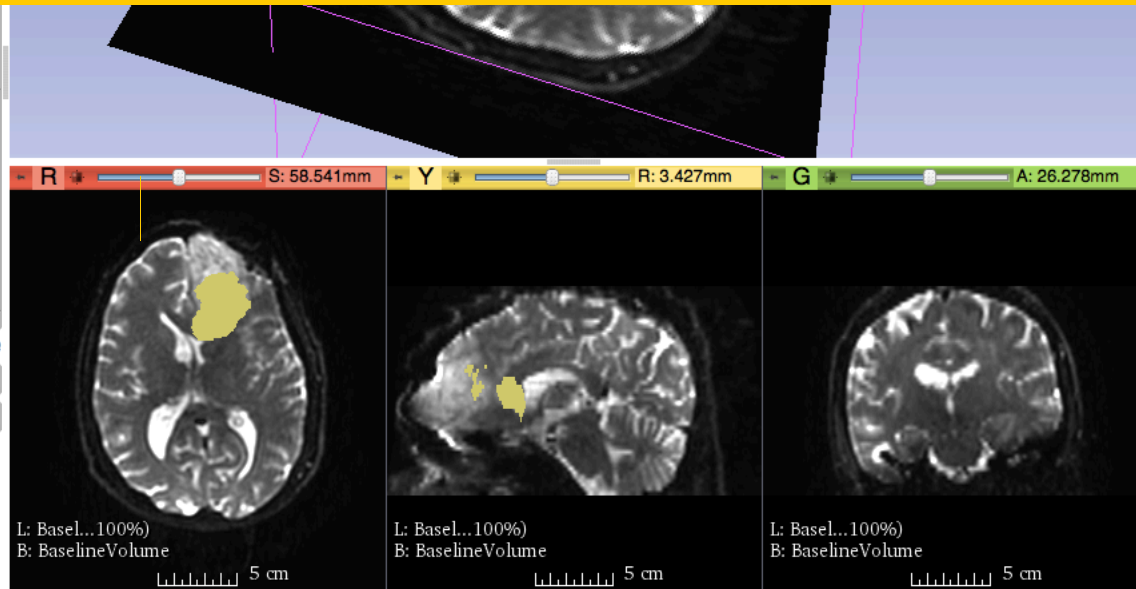 R S: 58.541mm
Y R: 3.427mm
G A: 26.278mm
L: Basel...100%)
B: BaselineVolume
5 cm
L: Basel...100%)
B: BaselineVolume
5 cm
L: Basel...100%)
B: BaselineVolume
5 cm